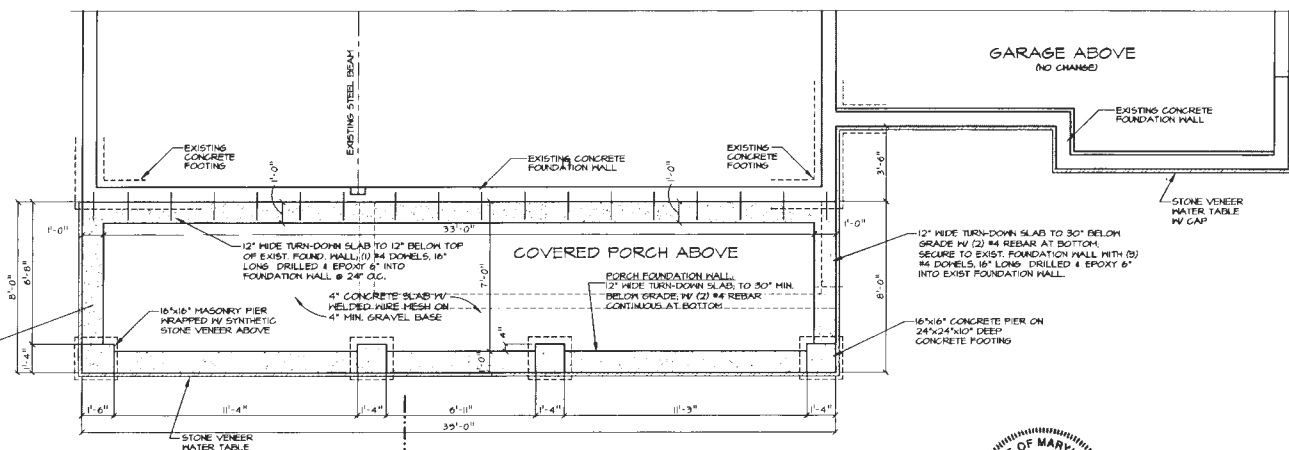 GARAGE ABOVE
(NO CHANGE)
EXISTING CONCRETE
FOUNDATION WALL
EXISTING STEEL BEAM
EXISTING
CONCRETE
FOOTING
EXISTING CONCRETE
FOUNDATION WALL
EXISTING
CONCRETE
FOOTING
1'-0"
1'-0"
3'-6"
STONE VENEER
WATER TABLE
W/ CAP
1'-0"
33'-0"
1'-0"
12" WIDE TURN-DOWN SLAB TO 12" BELOW TOP
OF EXIST. FOUND. WALL, (1) #4 DOWELS, 16"
LONG DRILLED & EPOXY 6" INTO
FOUNDATION WALL @ 24" O.C.
COVERED PORCH ABOVE
12" WIDE TURN-DOWN SLAB TO 30" BELOW
GRADE W/ (2) #4 REBAR AT BOTTOM,
SECURE TO EXIST. FOUNDATION WALL WITH (3)
#4 DOWELS, 16" LONG DRILLED & EPOXY 6"
INTO EXIST FOUNDATION WALL.
8'-0"
6'-8"
7'-0"
8'-0"
PORCH FOUNDATION WALL:
12" WIDE TURN-DOWN SLAB, TO 30" MIN.
BELOW GRADE, W/ (2) #4 REBAR
CONTINUOUS AT BOTTOM
4" CONCRETE SLAB W/
WELDED WIRE MESH ON
4" MIN. GRAVEL BASE
16"x16" MASONRY PIER
WRAPPED W/ SYNTHETIC
STONE VENEER ABOVE
16"x16" CONCRETE PIER ON
24"x24"x10" DEEP
CONCRETE FOOTING
1'-4"
4"
1'-0"
1'-6"
11'-4"
1'-4"
6'-11"
1'-4"
11'-3"
1'-4"
35'-0"
STONE VENEER
WATER TABLE
OF MARY